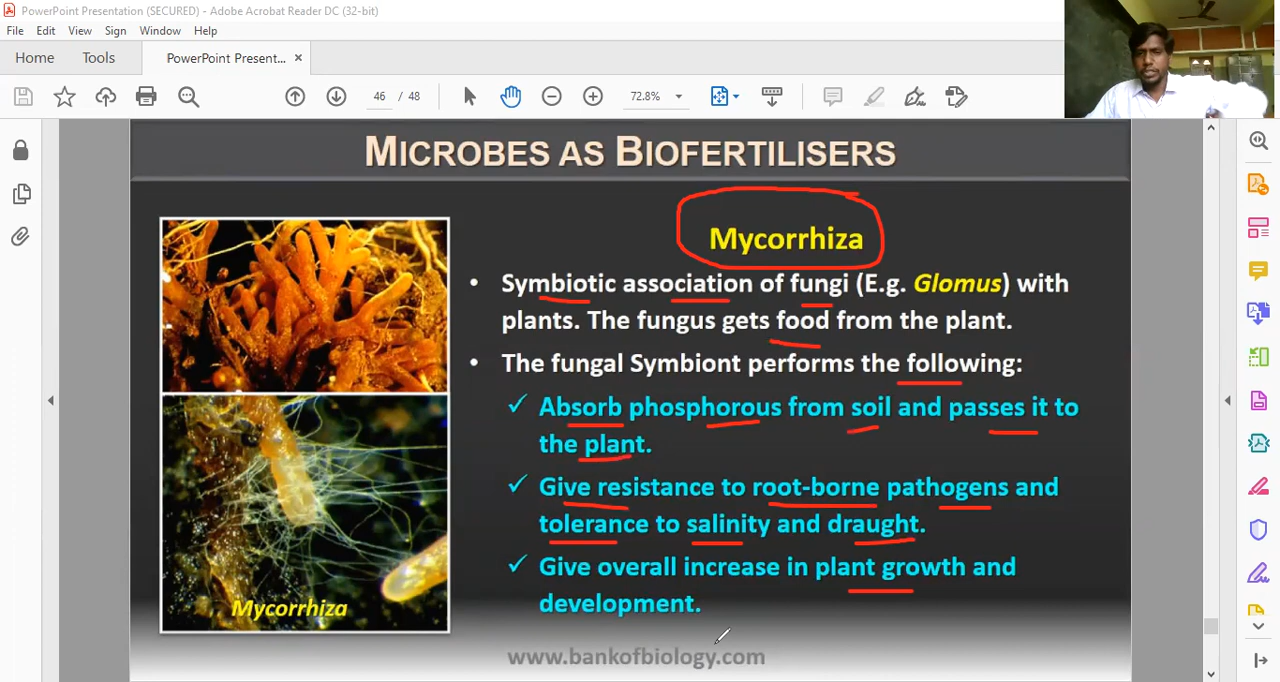 PowerPoint Presentation (SECURED) - Adobe Acrobat Reader DC (32-bit)
File Edit View Sign Window Help
Home Tools PowerPoint Present... ×
46 / 48 72.8%
MICROBES AS BIOFERTILISERS
Mycorrhiza
• Symbiotic association of fungi (E.g. Glomus) with
plants. The fungus gets food from the plant.
• The fungal Symbiont performs the following:
✓ Absorb phosphorous from soil and passes it to
the plant.
✓ Give resistance to root-borne pathogens and
tolerance to salinity and draught.
✓ Give overall increase in plant growth and
development.
Mycorrhiza
www.bankofbiology.com